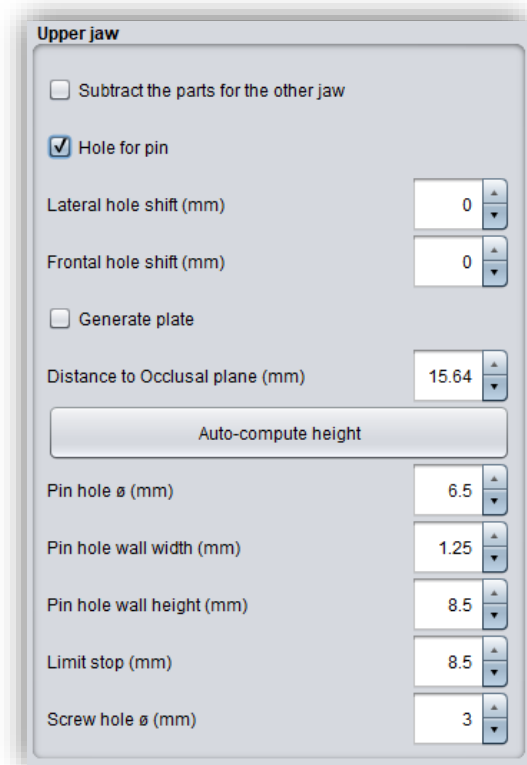 Upper jaw
Subtract the parts for the other jaw
Hole for pin
Lateral hole shift (mm) 0
Frontal hole shift (mm) 0
Generate plate
Distance to Occlusal plane (mm) 15.64
Auto-compute height
Pin hole ø (mm) 6.5
Pin hole wall width (mm) 1.25
Pin hole wall height (mm) 8.5
Limit stop (mm) 8.5
Screw hole ø (mm) 3